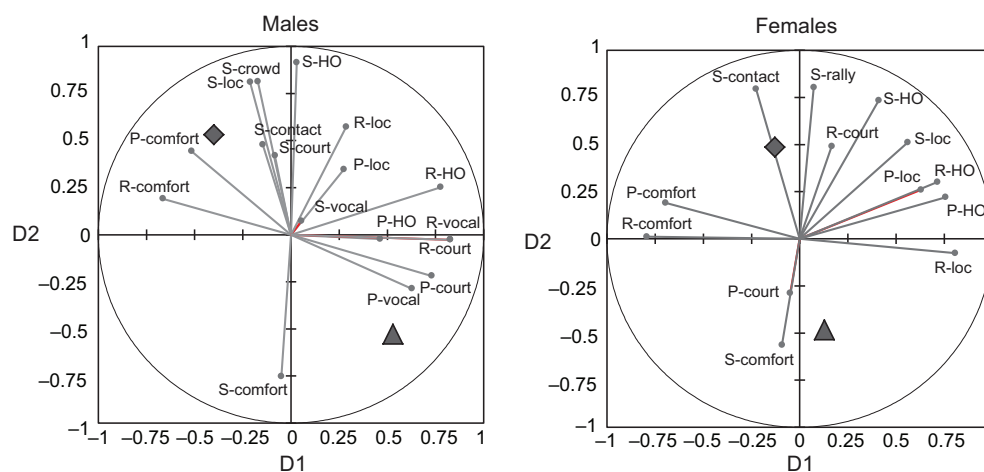 Males
1
0.75
0.5
0.25
0
D2
–0.25
–0.5
–0.75
–1
–1 –0.75 –0.5 –0.25 0 0.25 0.5 0.75 1
D1
S-crowd
S-HO
S-loc
S-contact
R-loc
P-comfort
S-court
P-loc
R-comfort
R-HO
S-vocal
P-HO
R-vocal
R-court
P-court
P-vocal
S-comfort
Females
1
0.75
0.5
0.25
0
D2
–0.25
–0.5
–0.75
–1
–1 –0.75 –0.5 –0.25 0 0.25 0.5 0.75
D1
S-contact
S-rally
S-HO
R-court
S-loc
P-loc
R-HO
P-comfort
P-HO
R-comfort
R-loc
P-court
S-comfort